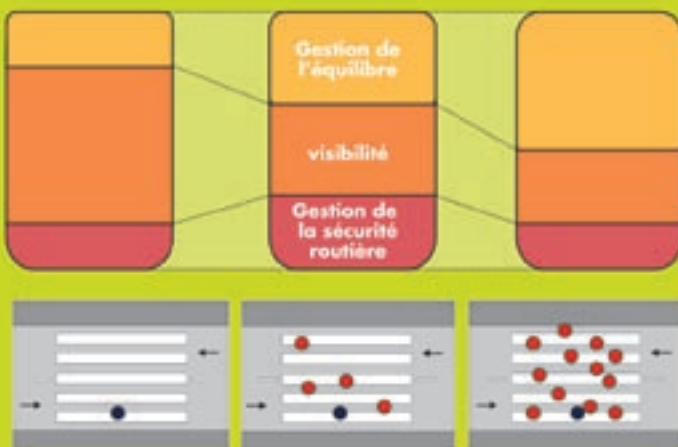 Gestion de
l'équilibre
visibilité
Gestion de
la sécurité
routière